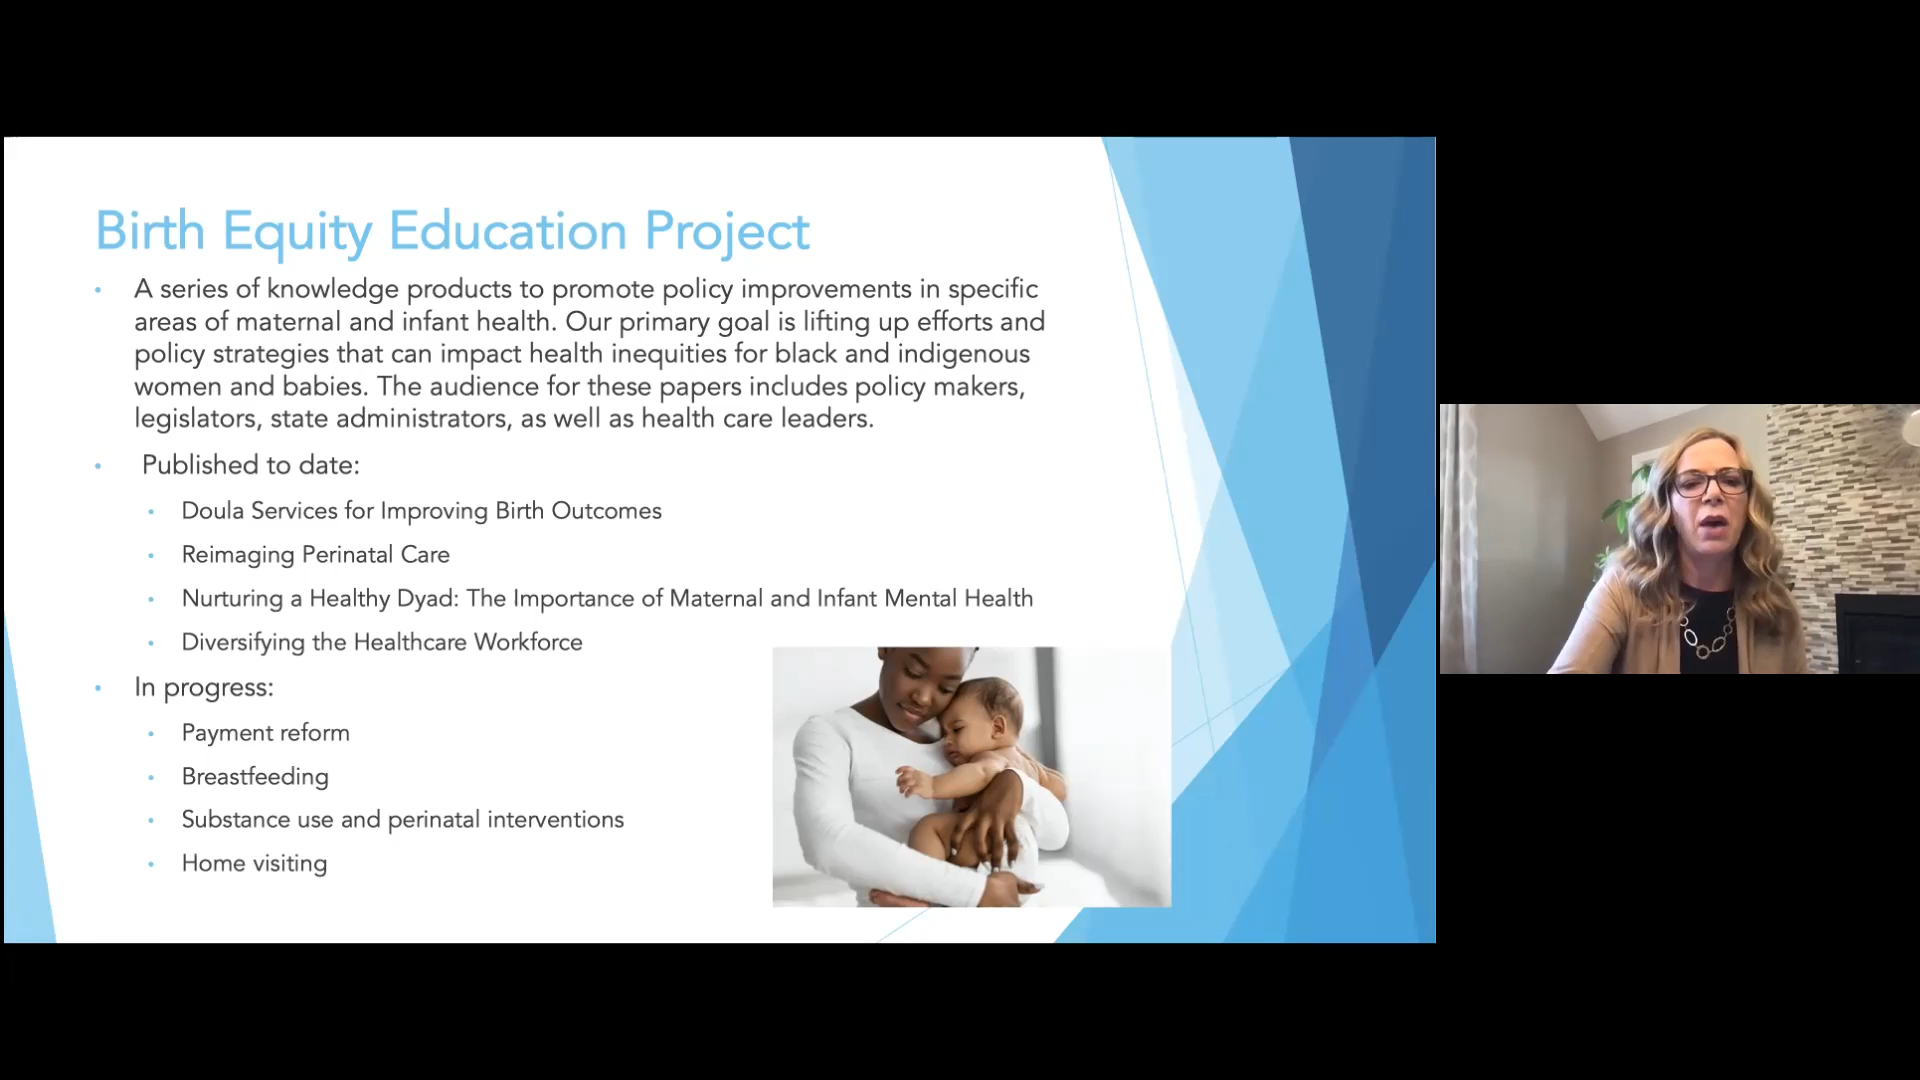 Birth Equity Education Project
• A series of knowledge products to promote policy improvements in specific
areas of maternal and infant health. Our primary goal is lifting up efforts and
policy strategies that can impact health inequities for black and indigenous
women and babies. The audience for these papers includes policy makers,
legislators, state administrators, as well as health care leaders.
• Published to date:
• Doula Services for Improving Birth Outcomes
• Reimaging Perinatal Care
• Nurturing a Healthy Dyad: The Importance of Maternal and Infant Mental Health
• Diversifying the Healthcare Workforce
• In progress:
• Payment reform
• Breastfeeding
• Substance use and perinatal interventions
• Home visiting